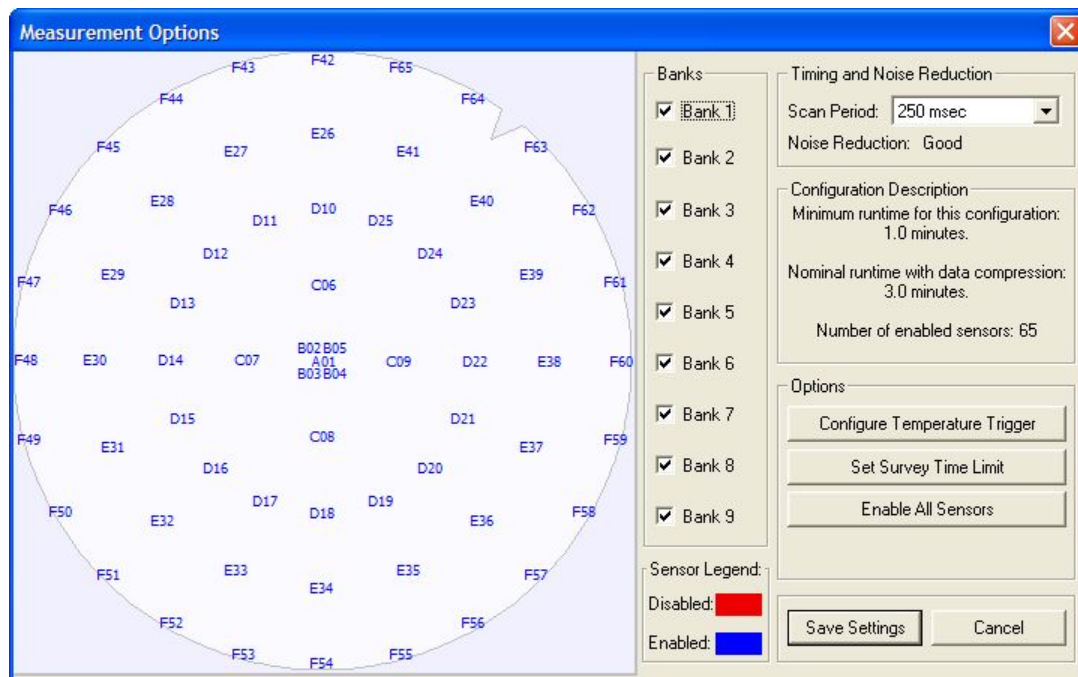 Measurement Options
F42
F43 F65
F44 F64
E26
F45 E27 E41 F63
E28 E40
F46 D11 D10 D25 F62
D12 D24
E29 E39
F47 C06 F61
D13 D23
B02 B05
F48 E30 D14 C07 A01 C09 D22 E38 F60
B03 B04
D15 D21
F49 E31 C08 E37 F59
D16 D20
D17 D19
F50 E32 D18 E36 F58
E33 E35
F51 E34 F57
F52 F56
F53 F55
F54
Banks
Bank 1
Bank 2
Bank 3
Bank 4
Bank 5
Bank 6
Bank 7
Bank 8
Bank 9
Sensor Legend:
Disabled:
Enabled:
Timing and Noise Reduction
Scan Period: 250 msec
Noise Reduction: Good
Configuration Description
Minimum runtime for this configuration:
1.0 minutes.
Nominal runtime with data compression:
3.0 minutes.
Number of enabled sensors: 65
Options
Configure Temperature Trigger
Set Survey Time Limit
Enable All Sensors
Save Settings Cancel